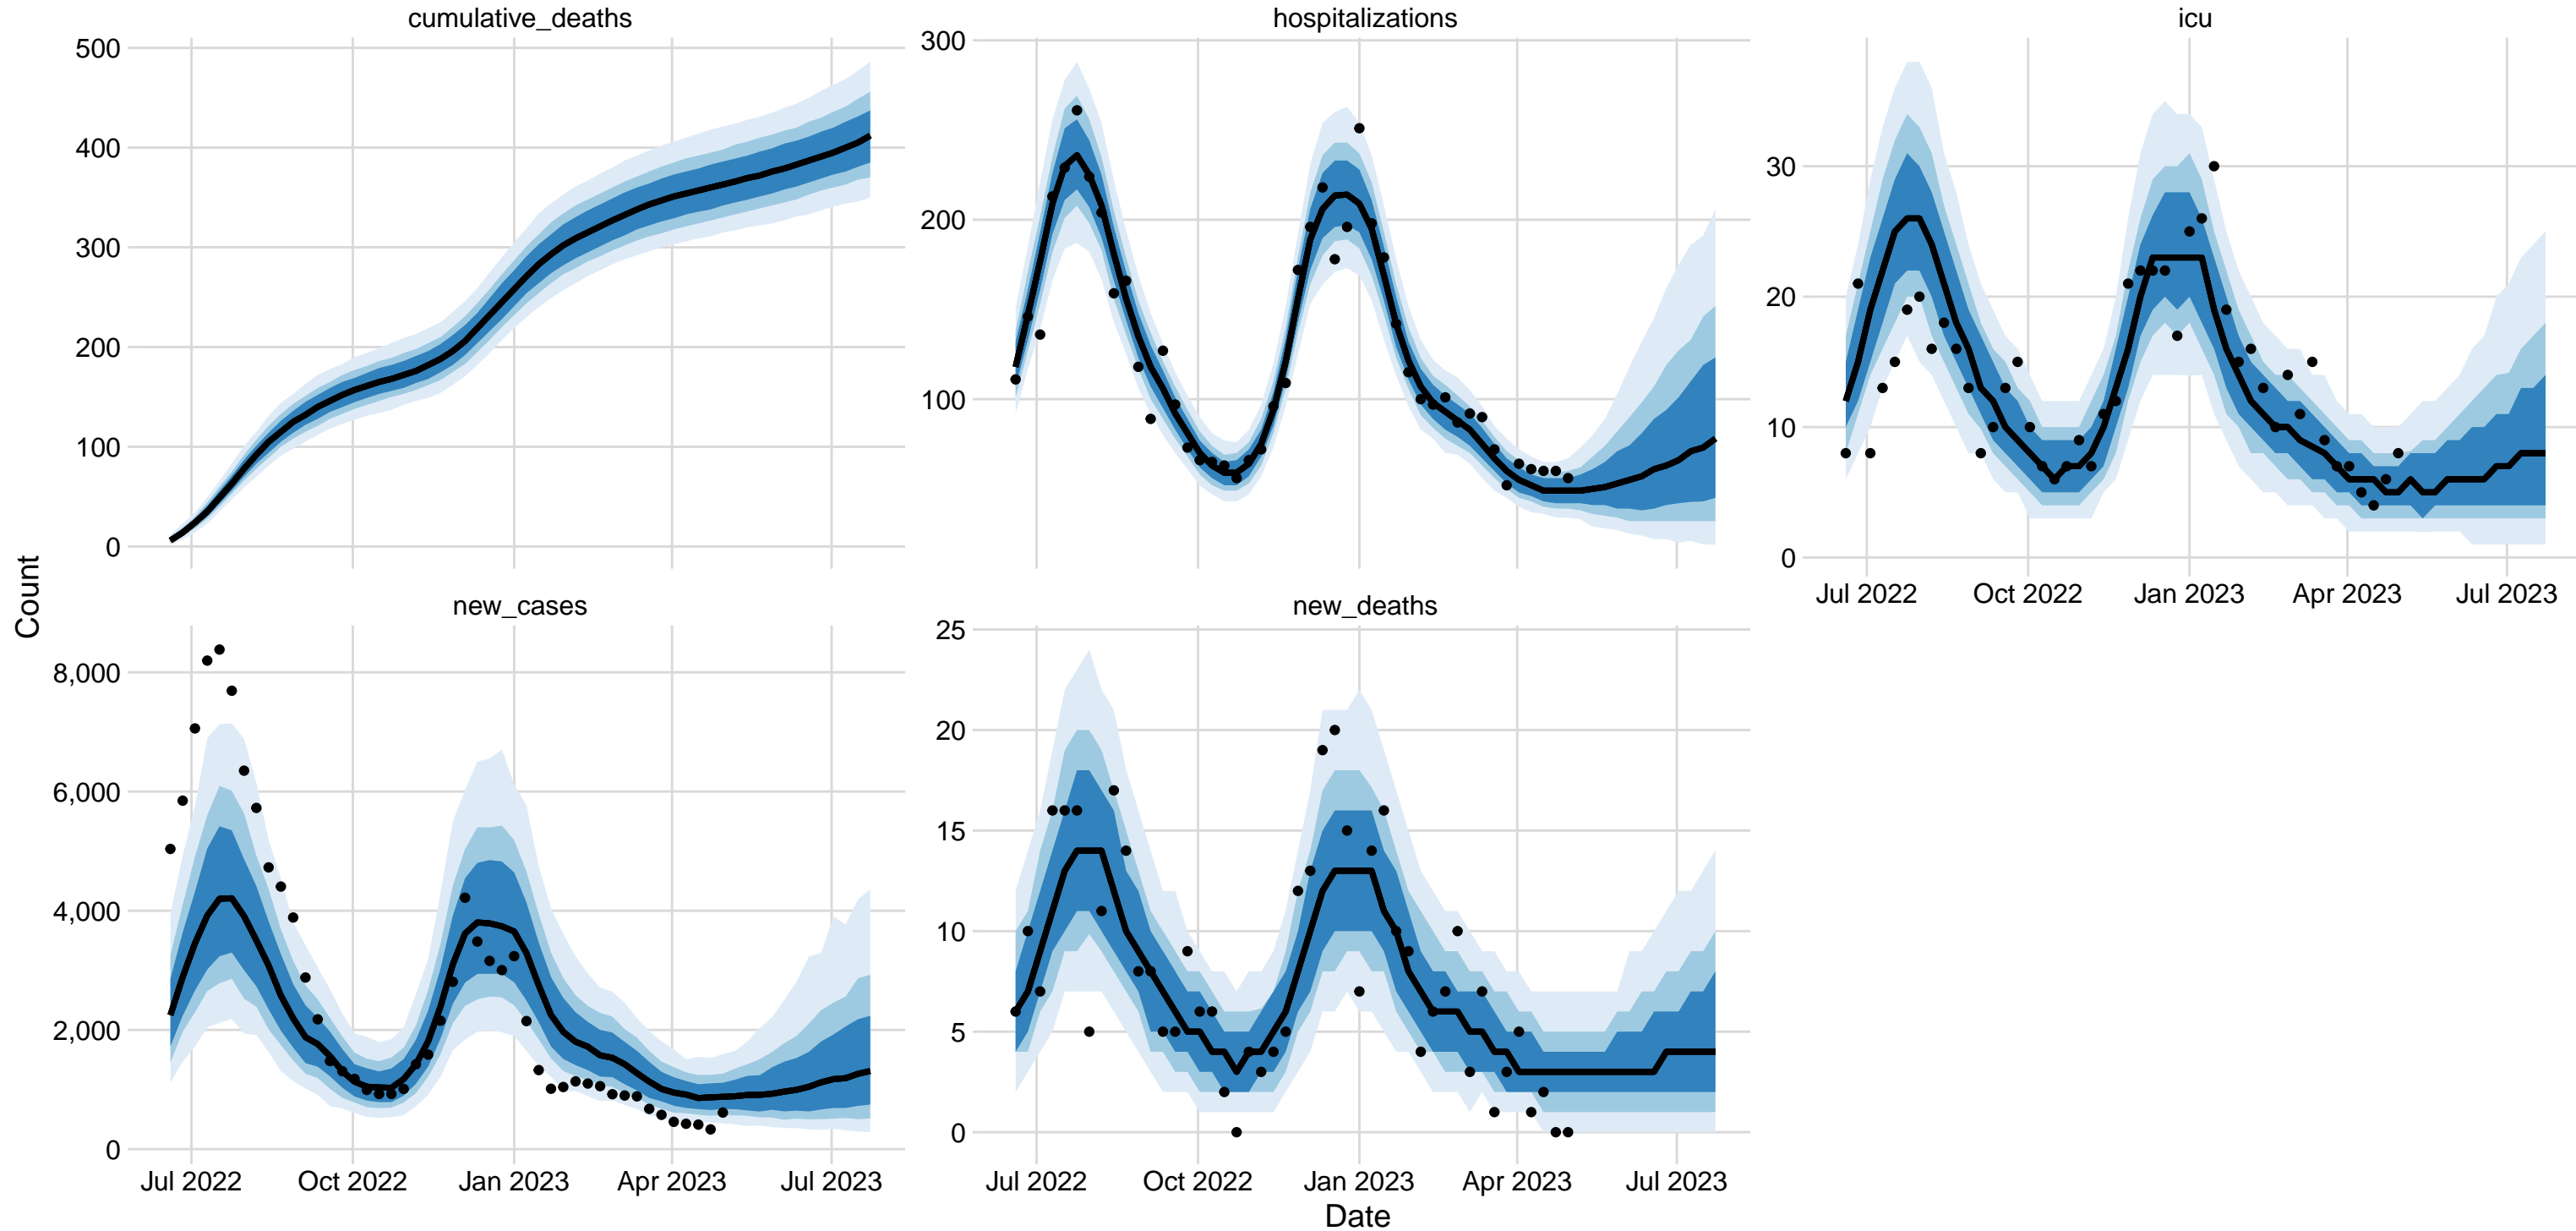 cumulative_deaths
500
400
300
200
100
0
hospitalizations
300
200
100
icu
30
20
10
0
Jul 2022 Oct 2022 Jan 2023 Apr 2023 Jul 2023
Count
new_cases
8,000
6,000
4,000
2,000
0
Jul 2022 Oct 2022 Jan 2023 Apr 2023 Jul 2023
new_deaths
25
20
15
10
5
0
Jul 2022 Oct 2022 Jan 2023 Apr 2023 Jul 2023
Date